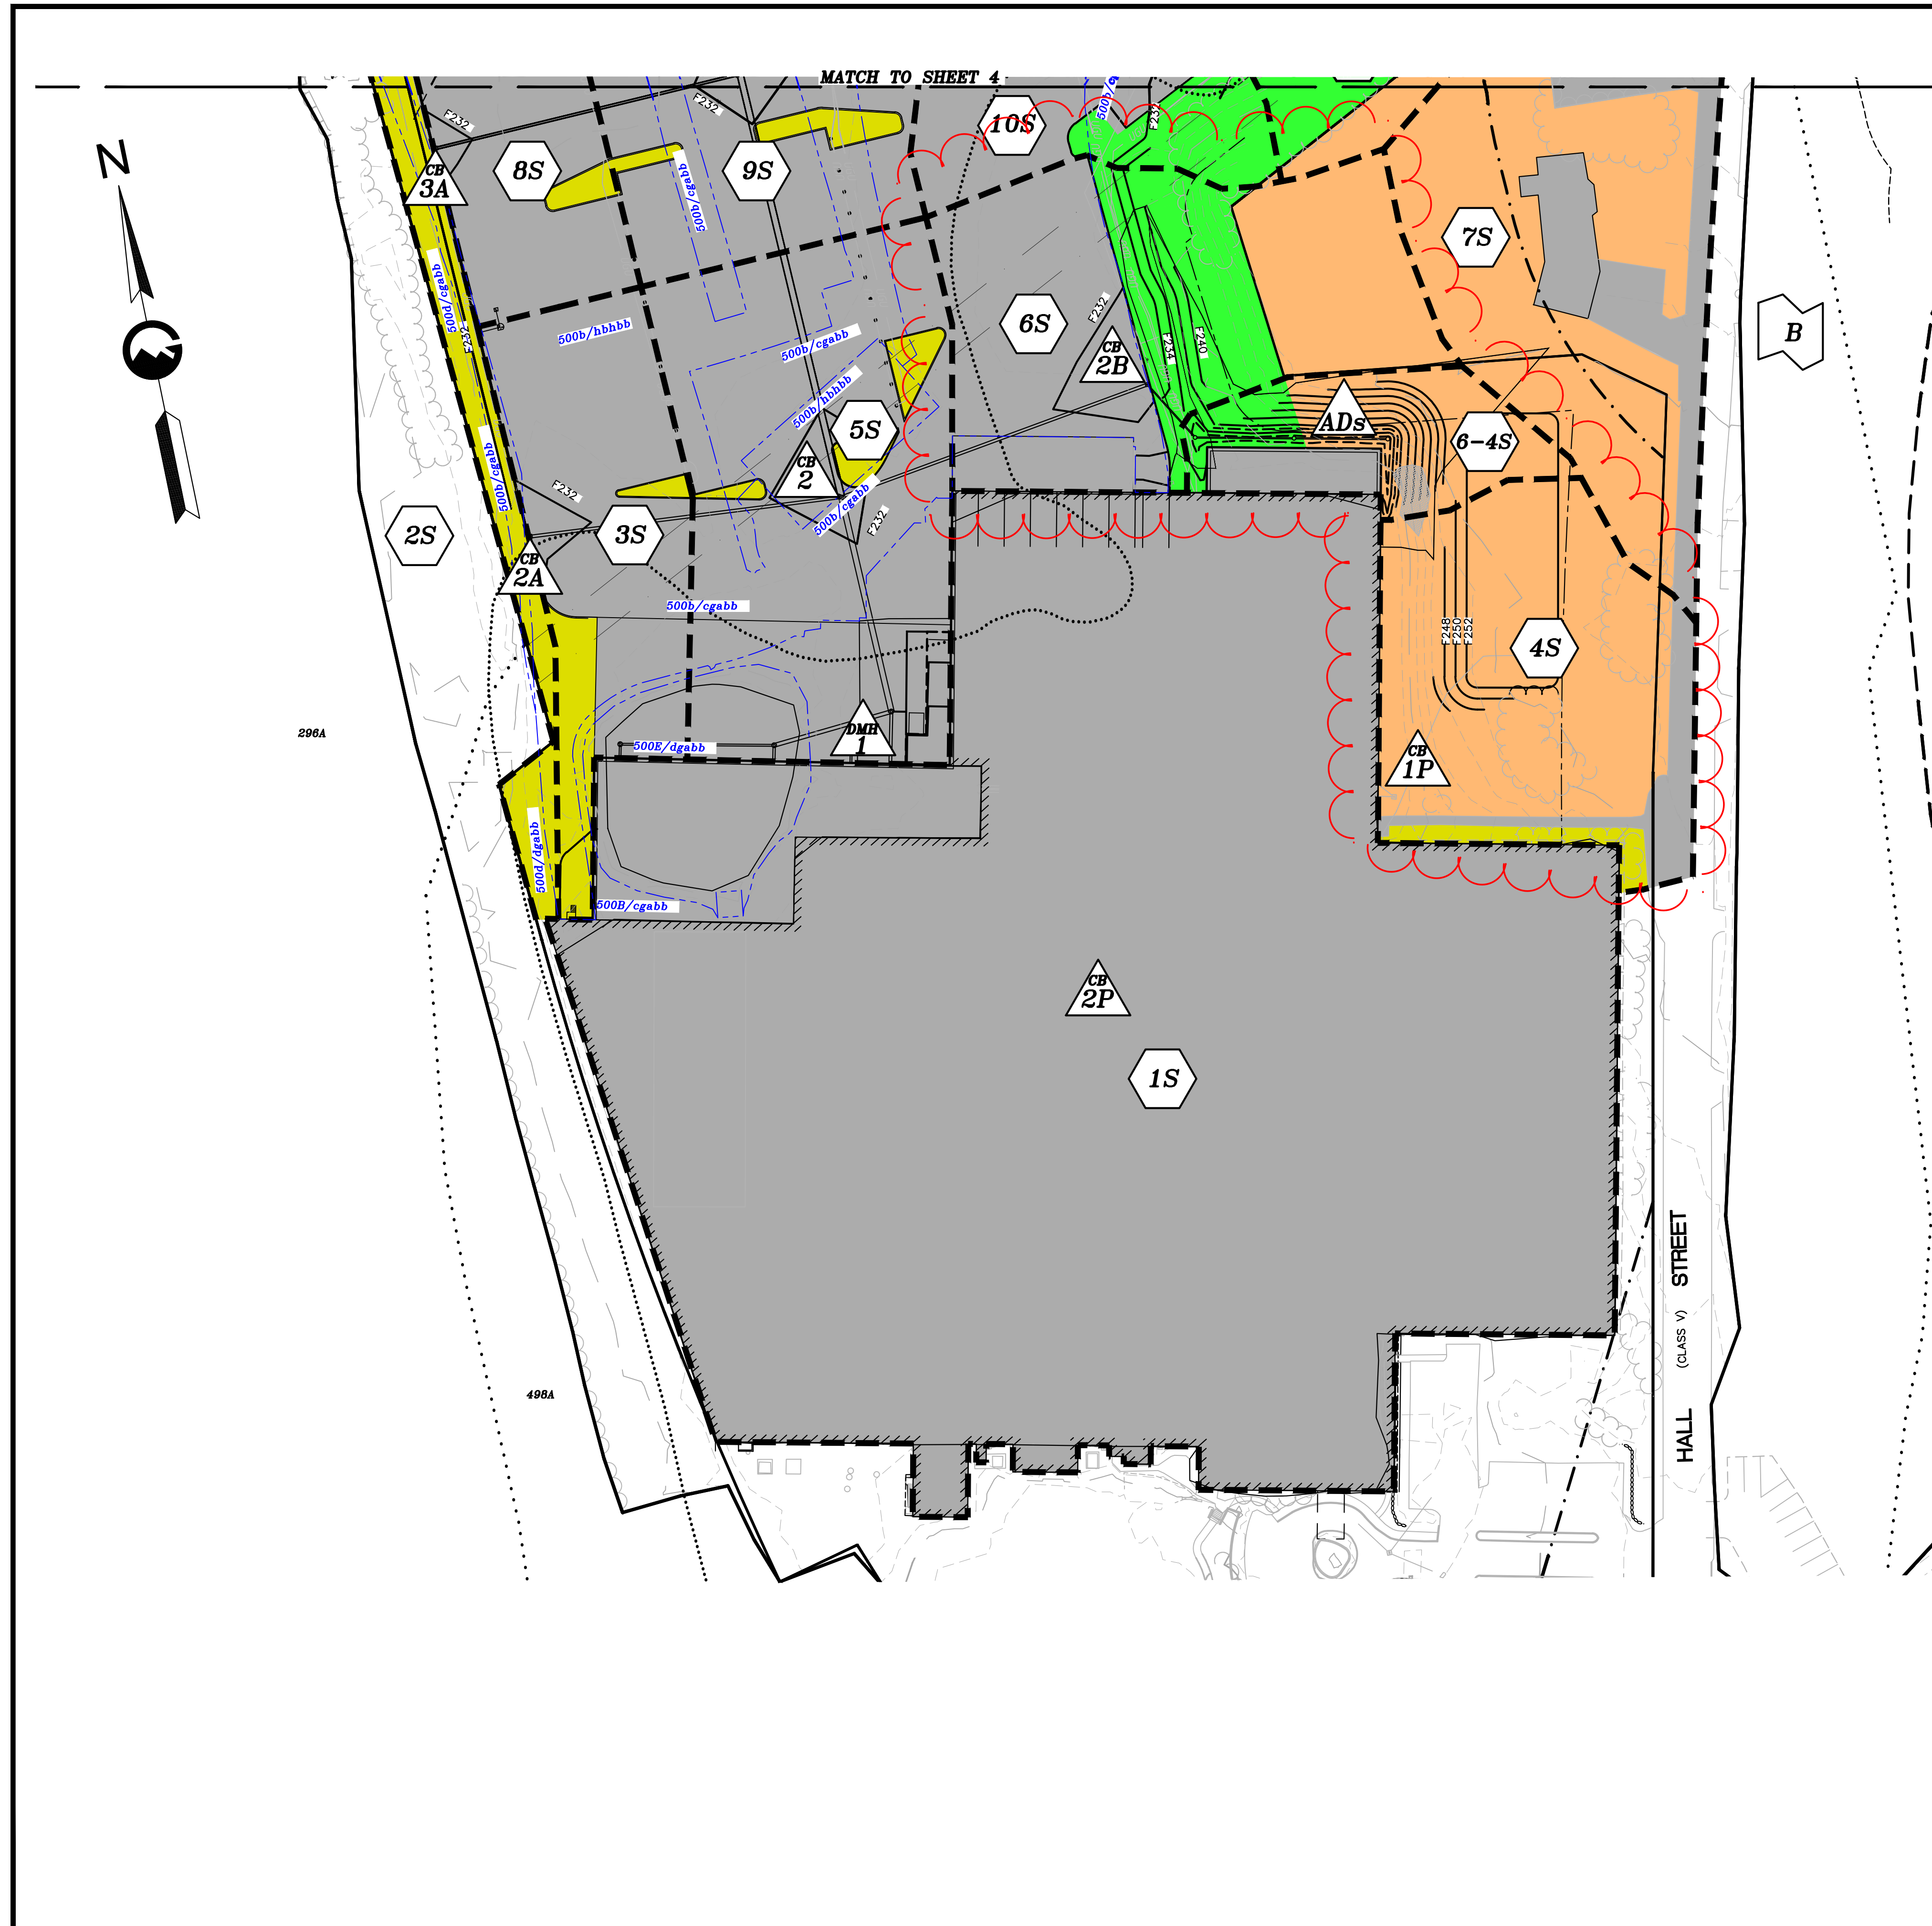 MATCH TO SHEET 4
N
F232
F232
F232
500b/cgabb
10S
CB
3A
8S
9S
7S
500d/cgabb
F232
500b/hbhbb
500b/cgabb
500b/hbhbb
6S
F232
CB
2B
F234
F240
B
ADs
6-4S
5S
CB
2
500b/cgabb
F232
500b/cgabb
F232
2S
3S
CB
2A
500b/cgabb
F248
F250
F252
4S
296A
DMH
1
500E/dgabb
CB
1P
500d/dgabb
500B/cgabb
CB
2P
1S
498A
HALL (CLASS V) STREET